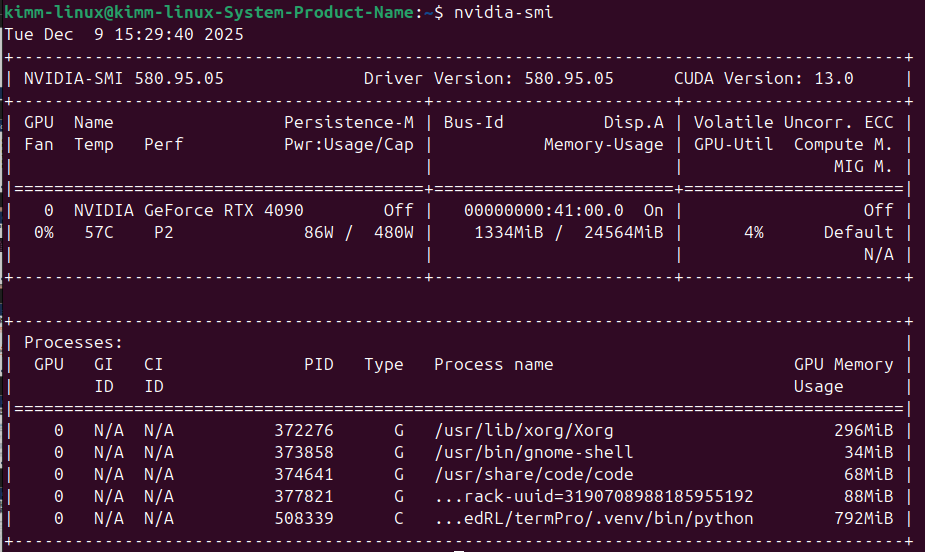 kimm-linux@kimm-linux-System-Product-Name:~$ nvidia-smi
Tue Dec  9 15:29:40 2025
+-----------------------------------------------------------------------------------------+
| NVIDIA-SMI 580.95.05              Driver Version: 580.95.05      CUDA Version: 13.0     |
+-----------------------------------------+------------------------+----------------------+
| GPU  Name                 Persistence-M | Bus-Id          Disp.A | Volatile Uncorr. ECC |
| Fan  Temp   Perf          Pwr:Usage/Cap |           Memory-Usage | GPU-Util  Compute M. |
|                                         |                        |               MIG M. |
|=========================================+========================+======================|
|   0  NVIDIA GeForce RTX 4090        Off |   00000000:41:00.0  On |                  Off |
|  0%   57C    P2             86W /  480W |    1334MiB /  24564MiB |      4%      Default |
|                                         |                        |                  N/A |
+-----------------------------------------+------------------------+----------------------+

+-----------------------------------------------------------------------------------------+
| Processes:                                                                              |
|  GPU   GI   CI              PID   Type   Process name                        GPU Memory |
|        ID   ID                                                               Usage      |
|=========================================================================================|
|    0   N/A  N/A          372276      G   /usr/lib/xorg/Xorg                      296MiB |
|    0   N/A  N/A          373858      G   /usr/bin/gnome-shell                     34MiB |
|    0   N/A  N/A          374641      G   /usr/share/code/code                     68MiB |
|    0   N/A  N/A          377821      G   ...rack-uuid=3190708988185955192         88MiB |
|    0   N/A  N/A          508339      C   ...edRL/termPro/.venv/bin/python        792MiB |
+-----------------------------------------------------------------------------------------+